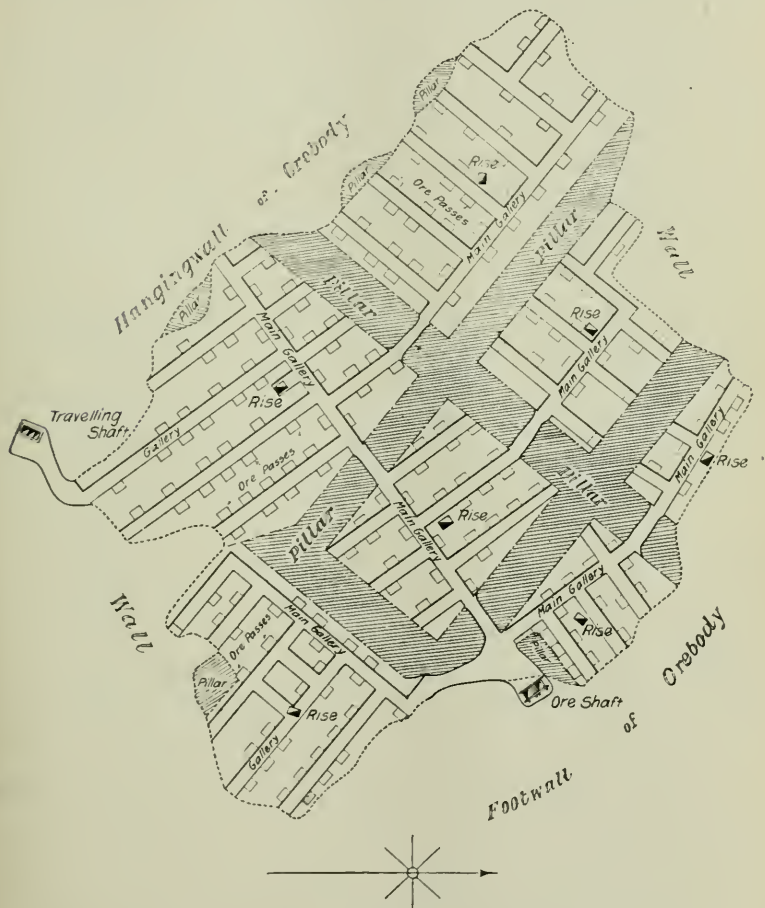 Pillar
Hangingwall of Orebody
Pillar
Rise
Ore Passes
Main Gallery
Pillar
Wall
Pillar
Pillar
Rise
Main Gallery
Main Gallery
Rise
Travelling
Shaft
Gallery
Ore Passes
Main Gallery
Rise
Pillar
Pillar
Main Gallery
Rise
Main Gallery
Rise
Wall
Main Gallery
Ore Passes
Pillar
Pillar
Rise
Gallery
Ore Shaft
Footwall of Orebody